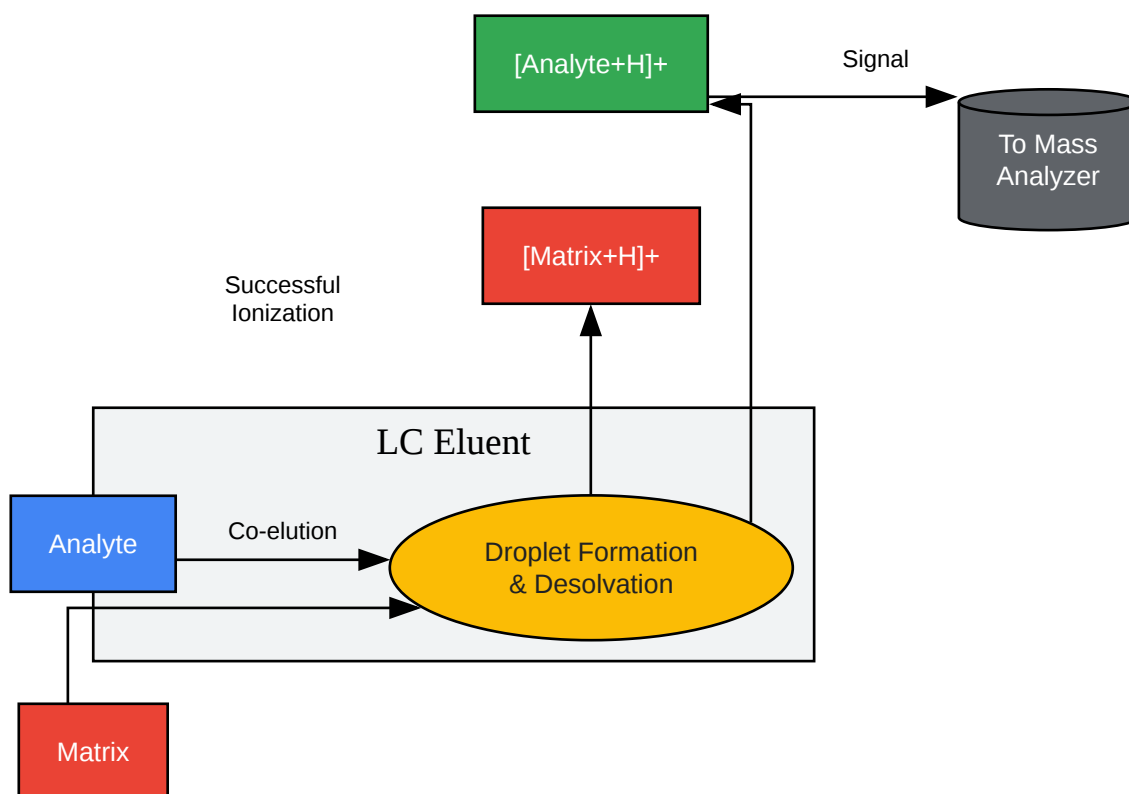 [Analyte+H]+
Signal
To Mass
Analyzer
[Matrix+H]+
Successful
Ionization
LC Eluent
Analyte
Co-elution
Droplet Formation
& Desolvation
Matrix